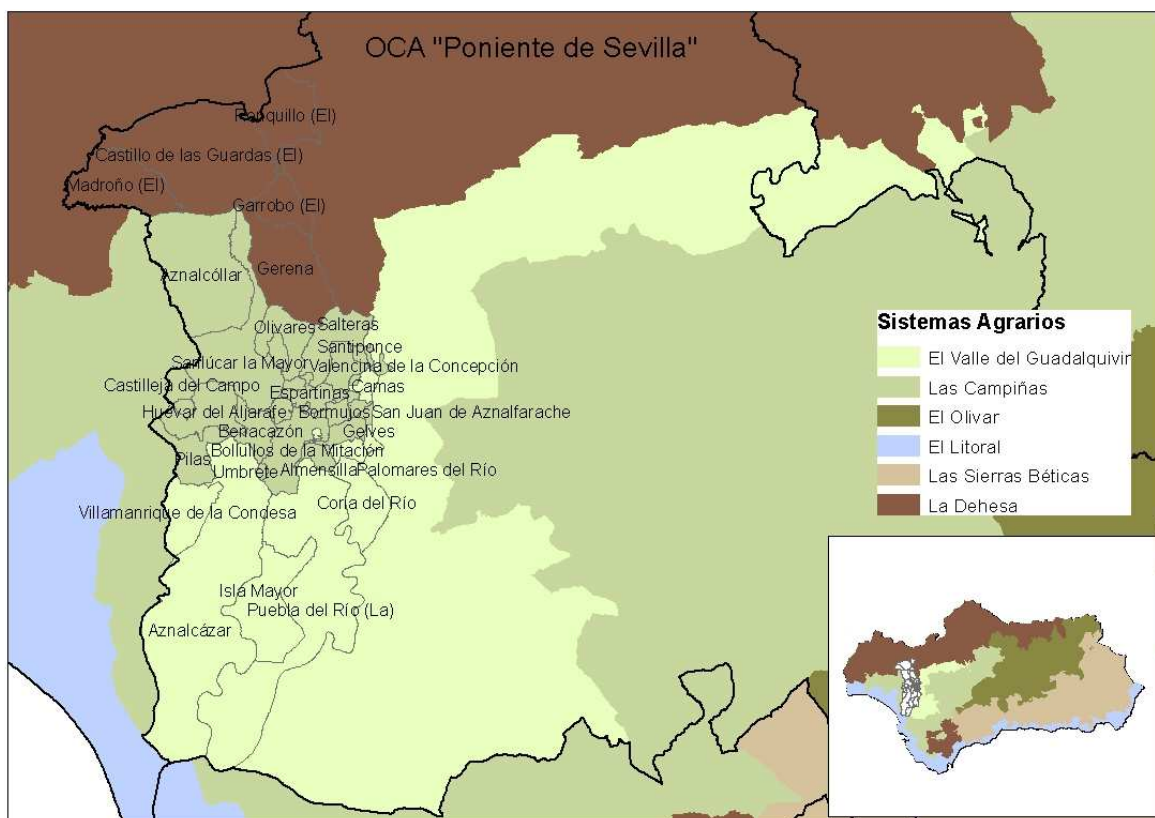 OCA "Poniente de Sevilla"
Ronquillo (El)
Castillo de las Guardas (El)
Madroño (El)
Garrobo (El)
Aznalcóllar
Gerena
Olivares
Salteras
Santiponce
Sanlúcar la Mayor
Valencina de la Concepción
Castilleja del Campo
Espartinas
Camas
Huévar del Aljarafe
Bormujos
San Juan de Aznalfarache
Benacazón
Gelves
Bollullos de la Mitación
Pilas
Umbrete
Almensilla
Palomares del Río
Coria del Río
Villamanrique de la Condesa
Isla Mayor
Puebla del Río (La)
Aznalcázar
Sistemas Agrarios
El Valle del Guadalquivir
Las Campiñas
El Olivar
El Litoral
Las Sierras Béticas
La Dehesa